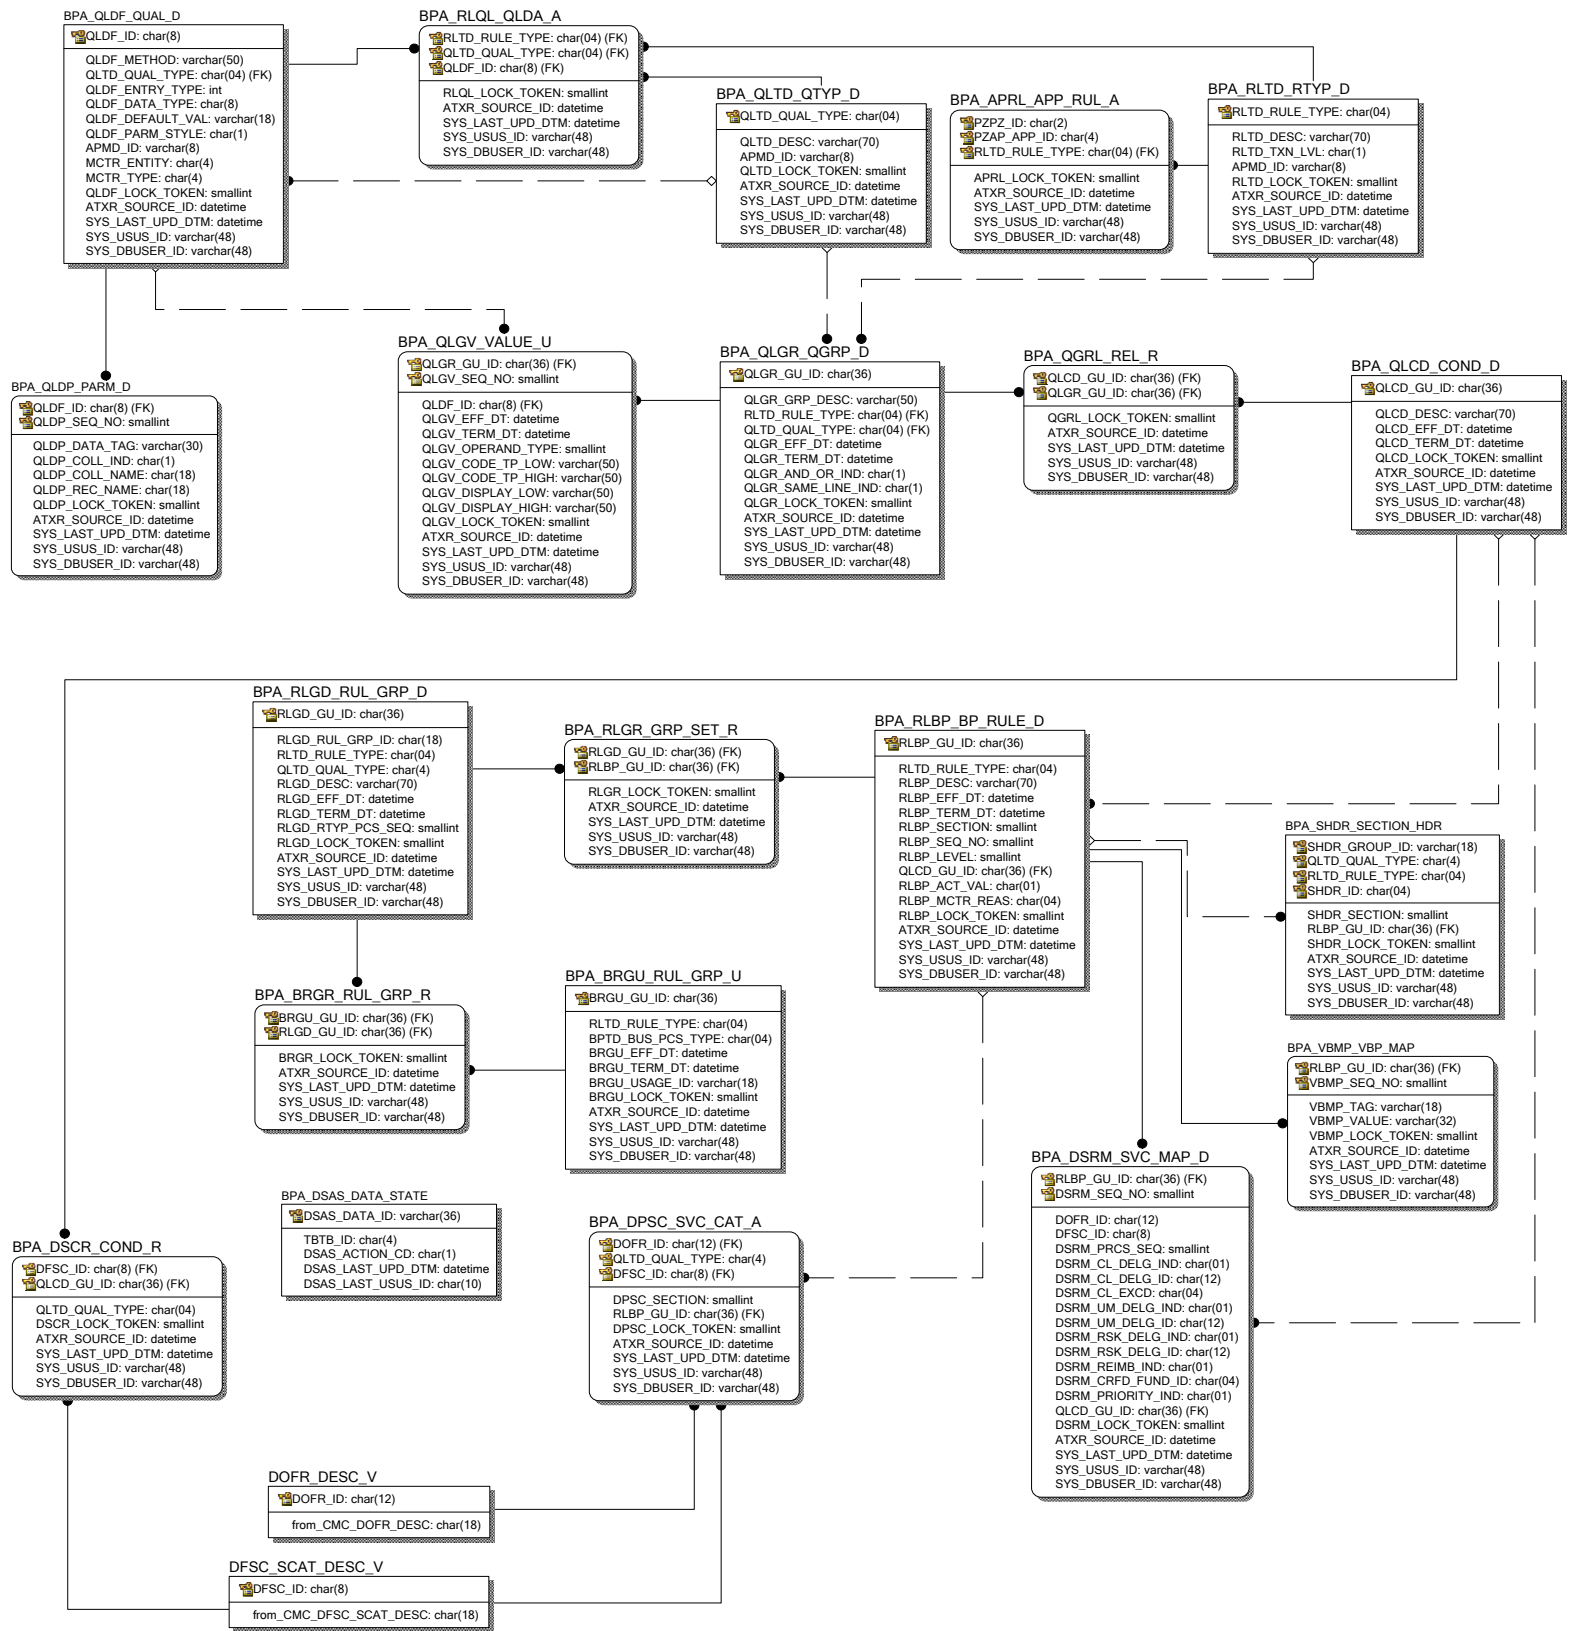 BPA_QLDF_QUAL_D
QLDF_ID: char(8)
QLDF_METHOD: varchar(50)
QLTD_QUAL_TYPE: char(04) (FK)
QLDF_ENTRY_TYPE: int
QLDF_DATA_TYPE: char(8)
QLDF_DEFAULT_VAL: varchar(18)
QLDF_PARM_STYLE: char(1)
APMD_ID: varchar(8)
MCTR_ENTITY: char(4)
MCTR_TYPE: char(4)
QLDF_LOCK_TOKEN: smallint
ATXR_SOURCE_ID: datetime
SYS_LAST_UPD_DTM: datetime
SYS_USUS_ID: varchar(48)
SYS_DBUSER_ID: varchar(48)
BPA_RLQL_QLDA_A
RLTD_RULE_TYPE: char(04) (FK)
QLTD_QUAL_TYPE: char(04) (FK)
QLDF_ID: char(8) (FK)
RLQL_LOCK_TOKEN: smallint
ATXR_SOURCE_ID: datetime
SYS_LAST_UPD_DTM: datetime
SYS_USUS_ID: varchar(48)
SYS_DBUSER_ID: varchar(48)
BPA_QLTD_QTYP_D
QLTD_QUAL_TYPE: char(04)
QLTD_DESC: varchar(70)
APMD_ID: varchar(8)
QLTD_LOCK_TOKEN: smallint
ATXR_SOURCE_ID: datetime
SYS_LAST_UPD_DTM: datetime
SYS_USUS_ID: varchar(48)
SYS_DBUSER_ID: varchar(48)
BPA_APRL_APP_RUL_A
PZPZ_ID: char(2)
PZAP_APP_ID: char(4)
RLTD_RULE_TYPE: char(04) (FK)
APRL_LOCK_TOKEN: smallint
ATXR_SOURCE_ID: datetime
SYS_LAST_UPD_DTM: datetime
SYS_USUS_ID: varchar(48)
SYS_DBUSER_ID: varchar(48)
BPA_RLTD_RTYP_D
RLTD_RULE_TYPE: char(04)
RLTD_DESC: varchar(70)
RLTD_TXN_LVL: char(1)
APMD_ID: varchar(8)
RLTD_LOCK_TOKEN: smallint
ATXR_SOURCE_ID: datetime
SYS_LAST_UPD_DTM: datetime
SYS_USUS_ID: varchar(48)
SYS_DBUSER_ID: varchar(48)
BPA_QLDP_PARM_D
QLDF_ID: char(8) (FK)
QLDP_SEQ_NO: smallint
QLDP_DATA_TAG: varchar(30)
QLDP_COLL_IND: char(1)
QLDP_COLL_NAME: char(18)
QLDP_REC_NAME: char(18)
QLDP_LOCK_TOKEN: smallint
ATXR_SOURCE_ID: datetime
SYS_LAST_UPD_DTM: datetime
SYS_USUS_ID: varchar(48)
SYS_DBUSER_ID: varchar(48)
BPA_QLGV_VALUE_U
QLGR_GU_ID: char(36) (FK)
QLGV_SEQ_NO: smallint
QLDF_ID: char(8) (FK)
QLGV_EFF_DT: datetime
QLGV_TERM_DT: datetime
QLGV_OPERAND_TYPE: smallint
QLGV_CODE_TP_LOW: varchar(50)
QLGV_CODE_TP_HIGH: varchar(50)
QLGV_DISPLAY_LOW: varchar(50)
QLGV_DISPLAY_HIGH: varchar(50)
QLGV_LOCK_TOKEN: smallint
ATXR_SOURCE_ID: datetime
SYS_LAST_UPD_DTM: datetime
SYS_USUS_ID: varchar(48)
SYS_DBUSER_ID: varchar(48)
BPA_QLGR_QGRP_D
QLGR_GU_ID: char(36)
QLGR_GRP_DESC: varchar(50)
RLTD_RULE_TYPE: char(04) (FK)
QLTD_QUAL_TYPE: char(04) (FK)
QLGR_EFF_DT: datetime
QLGR_TERM_DT: datetime
QLGR_AND_OR_IND: char(1)
QLGR_SAME_LINE_IND: char(1)
QLGR_LOCK_TOKEN: smallint
ATXR_SOURCE_ID: datetime
SYS_LAST_UPD_DTM: datetime
SYS_USUS_ID: varchar(48)
SYS_DBUSER_ID: varchar(48)
BPA_QGRL_REL_R
QLCD_GU_ID: char(36) (FK)
QLGR_GU_ID: char(36) (FK)
QGRL_LOCK_TOKEN: smallint
ATXR_SOURCE_ID: datetime
SYS_LAST_UPD_DTM: datetime
SYS_USUS_ID: varchar(48)
SYS_DBUSER_ID: varchar(48)
BPA_QLCD_COND_D
QLCD_GU_ID: char(36)
QLCD_DESC: varchar(70)
QLCD_EFF_DT: datetime
QLCD_TERM_DT: datetime
QLCD_LOCK_TOKEN: smallint
ATXR_SOURCE_ID: datetime
SYS_LAST_UPD_DTM: datetime
SYS_USUS_ID: varchar(48)
SYS_DBUSER_ID: varchar(48)
BPA_RLGD_RUL_GRP_D
RLGD_GU_ID: char(36)
RLGD_RUL_GRP_ID: char(18)
RLTD_RULE_TYPE: char(04)
QLTD_QUAL_TYPE: char(4)
RLGD_DESC: varchar(70)
RLGD_EFF_DT: datetime
RLGD_TERM_DT: datetime
RLGD_RTYP_PCS_SEQ: smallint
RLGD_LOCK_TOKEN: smallint
ATXR_SOURCE_ID: datetime
SYS_LAST_UPD_DTM: datetime
SYS_USUS_ID: varchar(48)
SYS_DBUSER_ID: varchar(48)
BPA_RLGR_GRP_SET_R
RLGD_GU_ID: char(36) (FK)
RLBP_GU_ID: char(36) (FK)
RLGR_LOCK_TOKEN: smallint
ATXR_SOURCE_ID: datetime
SYS_LAST_UPD_DTM: datetime
SYS_USUS_ID: varchar(48)
SYS_DBUSER_ID: varchar(48)
BPA_RLBP_BP_RULE_D
RLBP_GU_ID: char(36)
RLTD_RULE_TYPE: char(04)
RLBP_DESC: varchar(70)
RLBP_EFF_DT: datetime
RLBP_TERM_DT: datetime
RLBP_SECTION: smallint
RLBP_SEQ_NO: smallint
RLBP_LEVEL: smallint
QLCD_GU_ID: char(36) (FK)
RLBP_ACT_VAL: char(01)
RLBP_MCTR_REAS: char(04)
RLBP_LOCK_TOKEN: smallint
ATXR_SOURCE_ID: datetime
SYS_LAST_UPD_DTM: datetime
SYS_USUS_ID: varchar(48)
SYS_DBUSER_ID: varchar(48)
BPA_SHDR_SECTION_HDR
SHDR_GROUP_ID: varchar(18)
QLTD_QUAL_TYPE: char(4)
RLTD_RULE_TYPE: char(04)
SHDR_ID: char(04)
SHDR_SECTION: smallint
RLBP_GU_ID: char(36) (FK)
SHDR_LOCK_TOKEN: smallint
ATXR_SOURCE_ID: datetime
SYS_LAST_UPD_DTM: datetime
SYS_USUS_ID: varchar(48)
SYS_DBUSER_ID: varchar(48)
BPA_BRGR_RUL_GRP_R
BRGU_GU_ID: char(36) (FK)
RLGD_GU_ID: char(36) (FK)
BRGR_LOCK_TOKEN: smallint
ATXR_SOURCE_ID: datetime
SYS_LAST_UPD_DTM: datetime
SYS_USUS_ID: varchar(48)
SYS_DBUSER_ID: varchar(48)
BPA_BRGU_RUL_GRP_U
BRGU_GU_ID: char(36)
RLTD_RULE_TYPE: char(04)
BPTD_BUS_PCS_TYPE: char(04)
BRGU_EFF_DT: datetime
BRGU_TERM_DT: datetime
BRGU_USAGE_ID: varchar(18)
BRGU_LOCK_TOKEN: smallint
ATXR_SOURCE_ID: datetime
SYS_LAST_UPD_DTM: datetime
SYS_USUS_ID: varchar(48)
SYS_DBUSER_ID: varchar(48)
BPA_VBMP_VBP_MAP
RLBP_GU_ID: char(36) (FK)
VBMP_SEQ_NO: smallint
VBMP_TAG: varchar(18)
VBMP_VALUE: varchar(32)
VBMP_LOCK_TOKEN: smallint
ATXR_SOURCE_ID: datetime
SYS_LAST_UPD_DTM: datetime
SYS_USUS_ID: varchar(48)
SYS_DBUSER_ID: varchar(48)
BPA_DSRM_SVC_MAP_D
RLBP_GU_ID: char(36) (FK)
DSRM_SEQ_NO: smallint
DOFR_ID: char(12)
DFSC_ID: char(8)
DSRM_PRCS_SEQ: smallint
DSRM_CL_DELG_IND: char(01)
DSRM_CL_DELG_ID: char(12)
DSRM_CL_EXCD: char(04)
DSRM_UM_DELG_IND: char(01)
DSRM_UM_DELG_ID: char(12)
DSRM_RSK_DELG_IND: char(01)
DSRM_RSK_DELG_ID: char(12)
DSRM_REIMB_IND: char(01)
DSRM_CRFD_FUND_ID: char(04)
DSRM_PRIORITY_IND: char(01)
QLCD_GU_ID: char(36) (FK)
DSRM_LOCK_TOKEN: smallint
ATXR_SOURCE_ID: datetime
SYS_LAST_UPD_DTM: datetime
SYS_USUS_ID: varchar(48)
SYS_DBUSER_ID: varchar(48)
BPA_DSAS_DATA_STATE
DSAS_DATA_ID: varchar(36)
TBTB_ID: char(4)
DSAS_ACTION_CD: char(1)
DSAS_LAST_UPD_DTM: datetime
DSAS_LAST_USUS_ID: char(10)
BPA_DPSC_SVC_CAT_A
DOFR_ID: char(12) (FK)
QLTD_QUAL_TYPE: char(4)
DFSC_ID: char(8) (FK)
DPSC_SECTION: smallint
RLBP_GU_ID: char(36) (FK)
DPSC_LOCK_TOKEN: smallint
ATXR_SOURCE_ID: datetime
SYS_LAST_UPD_DTM: datetime
SYS_USUS_ID: varchar(48)
SYS_DBUSER_ID: varchar(48)
BPA_DSCR_COND_R
DFSC_ID: char(8) (FK)
QLCD_GU_ID: char(36) (FK)
QLTD_QUAL_TYPE: char(04)
DSCR_LOCK_TOKEN: smallint
ATXR_SOURCE_ID: datetime
SYS_LAST_UPD_DTM: datetime
SYS_USUS_ID: varchar(48)
SYS_DBUSER_ID: varchar(48)
DOFR_DESC_V
DOFR_ID: char(12)
from_CMC_DOFR_DESC: char(18)
DFSC_SCAT_DESC_V
DFSC_ID: char(8)
from_CMC_DFSC_SCAT_DESC: char(18)